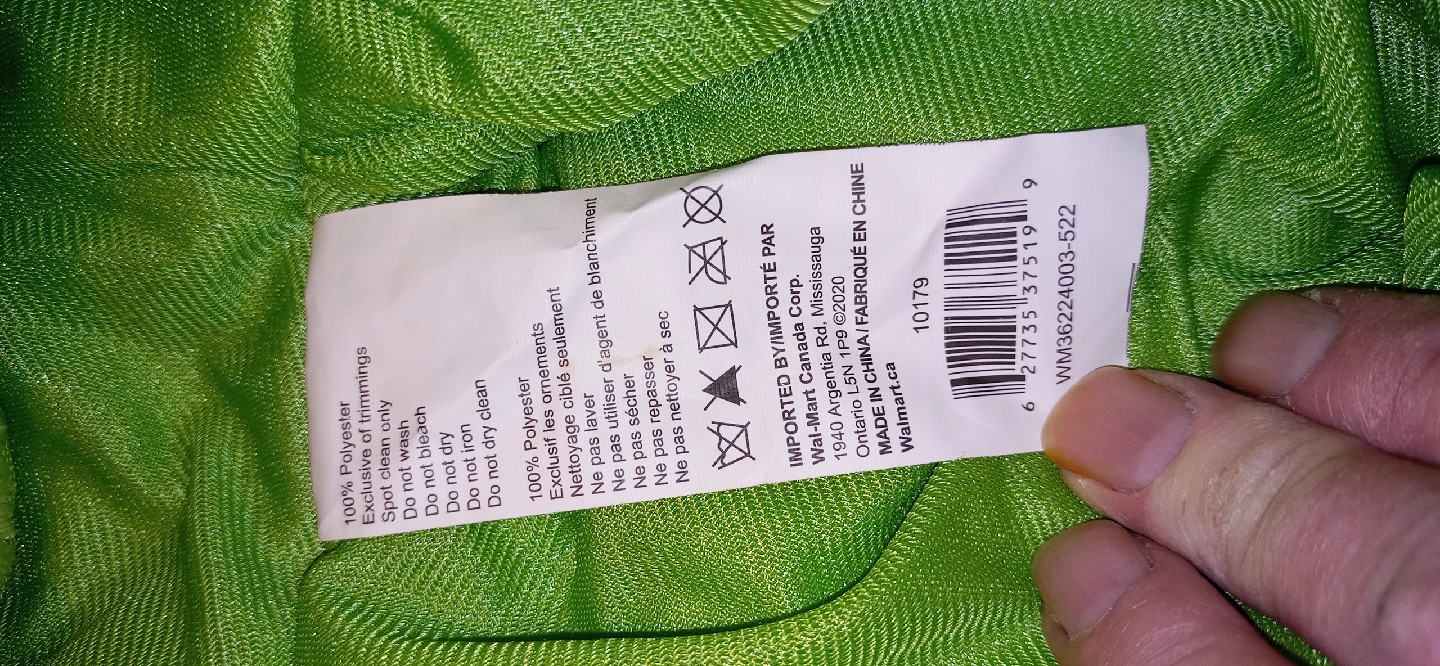 100% Polyester
Exclusive of trimmings
Spot clean only
Do not wash
Do not bleach
Do not dry
Do not iron
Do not dry clean
100% Polyester
Exclusif les ornements
Nettoyage ciblé seulement
Ne pas laver
Ne pas utiliser d'agent de blanchiment
Ne pas sécher
Ne pas repasser
Ne pas nettoyer à sec
IMPORTED BY/IMPORTÉ PAR
Wal-Mart Canada Corp.
1940 Argentia Rd, Mississauga
Ontario L5N 1P9 ©2020
MADE IN CHINA / FABRIQUÉ EN CHINE
Walmart.ca
10179
6 27735 37519 9
WM36224003-522